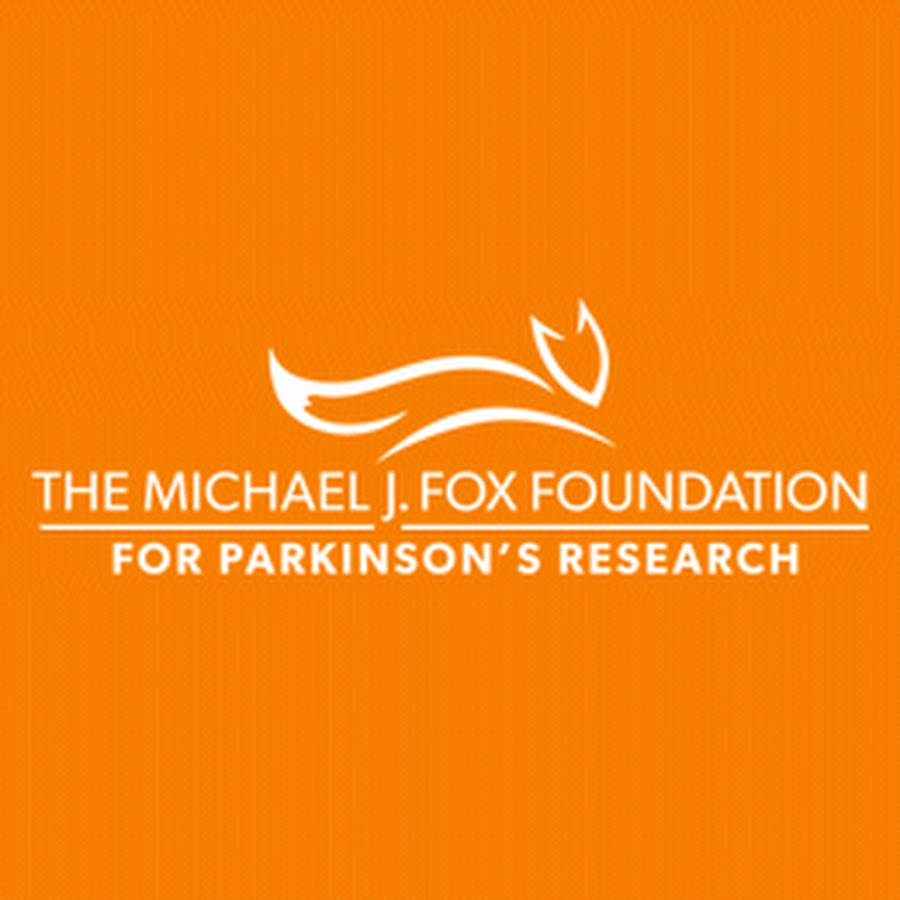 THE MICHAEL J. FOX FOUNDATION
FOR PARKINSON’S RESEARCH